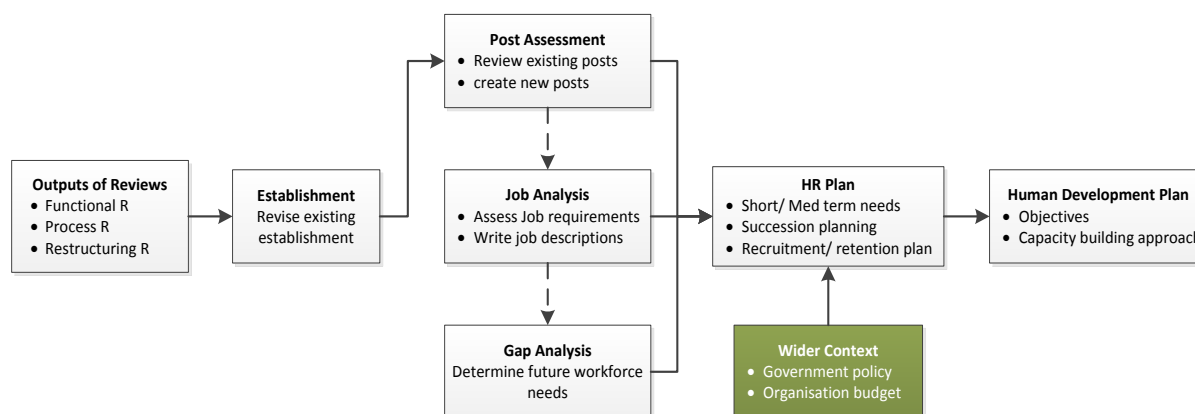 Post Assessment
• Review existing posts
• create new posts
Outputs of Reviews
• Functional R
• Process R
• Restructuring R
Establishment
Revise existing
establishment
Job Analysis
• Assess Job requirements
• Write job descriptions
Gap Analysis
Determine future workforce
needs
HR Plan
• Short/ Med term needs
• Succession planning
• Recruitment/ retention plan
Wider Context
• Government policy
• Organisation budget
Human Development Plan
• Objectives
• Capacity building approach